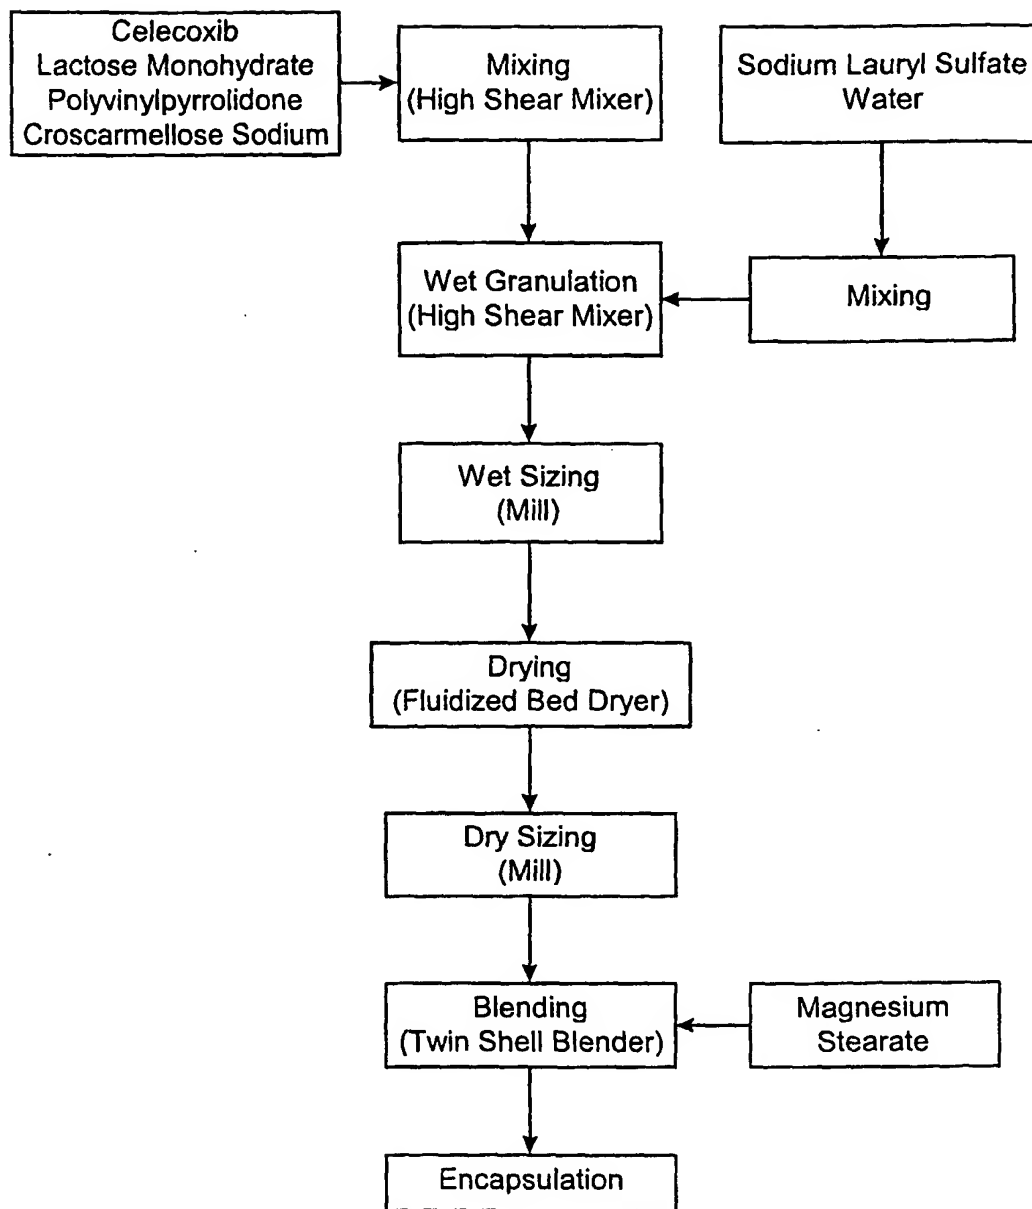 Celecoxib
Lactose Monohydrate
Polyvinylpyrrolidone
Croscarmellose Sodium
Mixing
(High Shear Mixer)
Sodium Lauryl Sulfate
Water
Wet Granulation
(High Shear Mixer)
Mixing
Wet Sizing
(Mill)
Drying
(Fluidized Bed Dryer)
Dry Sizing
(Mill)
Blending
(Twin Shell Blender)
Magnesium
Stearate
Encapsulation